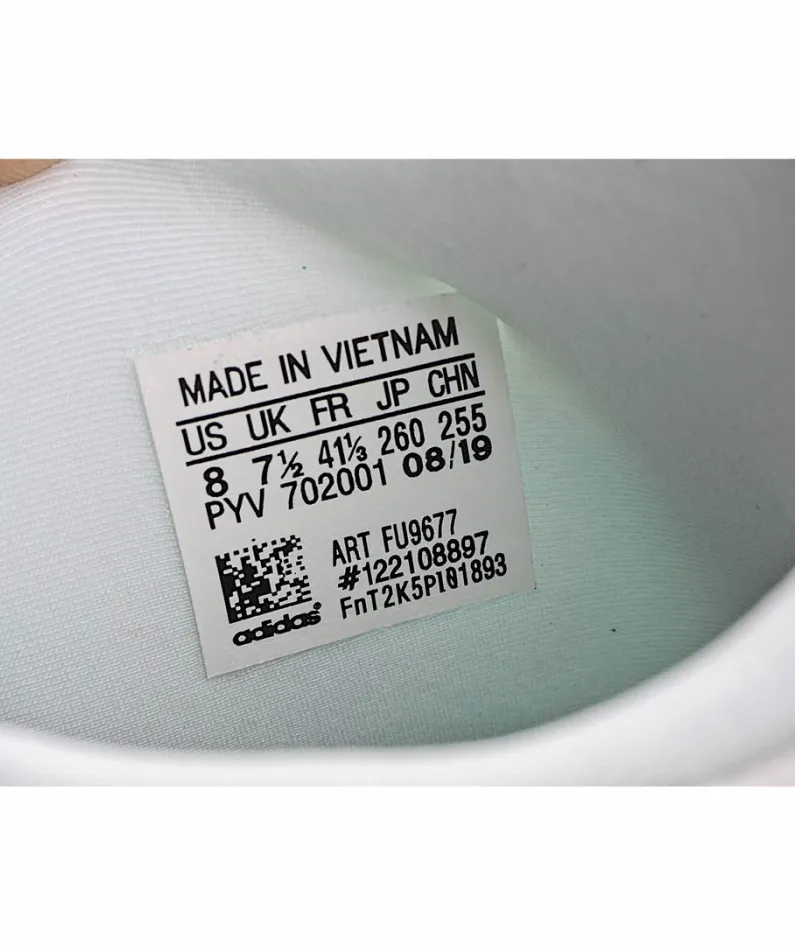 MADE IN VIETNAM
US UK FR JP CHN
8 7½ 41⅓ 260 255
PYV 702001 08/19
ART FU9677
#122108897
FnT2K5PI01893
adidas®